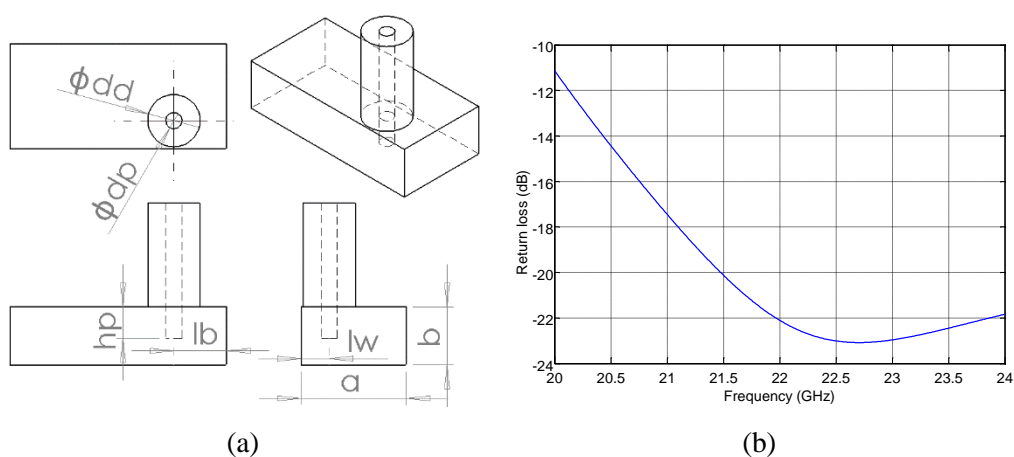 ϕdd
ϕdp
hp
lb
lw
b
a
(a)
-10
-12
-14
-16
-18
-20
-22
-24
Return loss (dB)
20 20.5 21 21.5 22 22.5 23 23.5 24
Frequency (GHz)
(b)